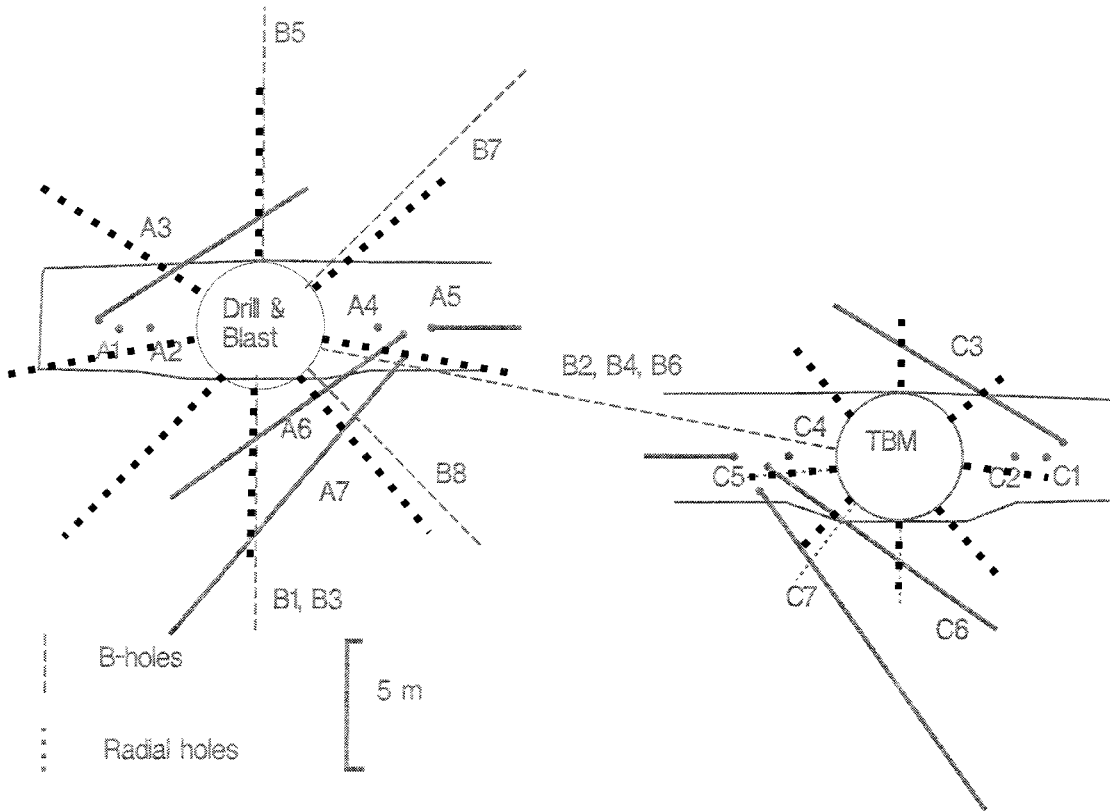 B5
B7
A3
Drill &
Blast
A4
A5
A1
A2
B2, B4, B6
C3
C4
TBM
A6
C5
C2
C1
A7
B8
B1, B3
C7
C6
B-holes
5 m
Radial holes